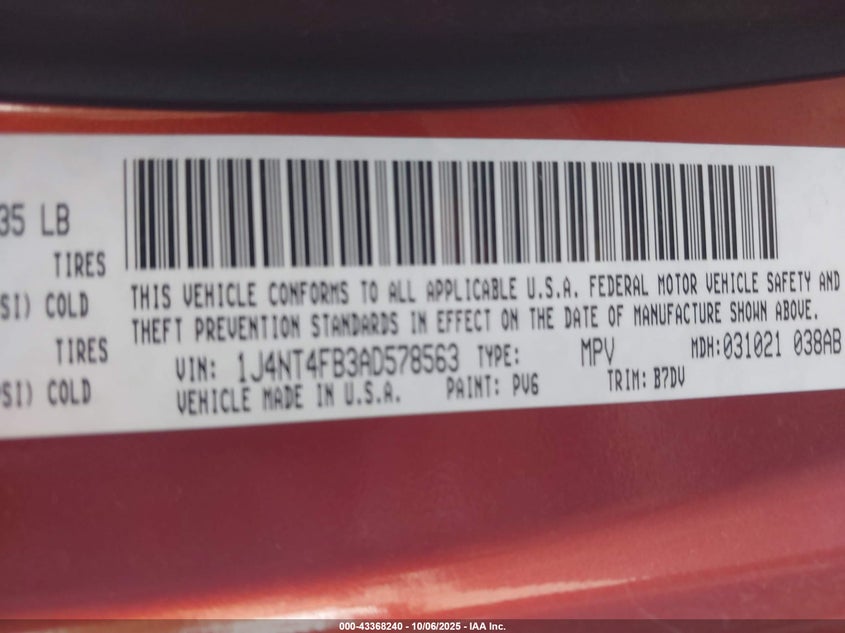 35 LB
TIRES
SI) COLD
TIRES
PSI) COLD
THIS VEHICLE CONFORMS TO ALL APPLICABLE U.S.A. FEDERAL MOTOR VEHICLE SAFETY AND
THEFT PREVENTION STANDARDS IN EFFECT ON THE DATE OF MANUFACTURE SHOWN ABOVE.
VIN: 1J4NT4FB3AD578563 TYPE: MPV MDH:031021 038AB
VEHICLE MADE IN U.S.A. PAINT: PV6 TRIM: B7DV
000-43368240 - 10/06/2025 - IAA Inc.